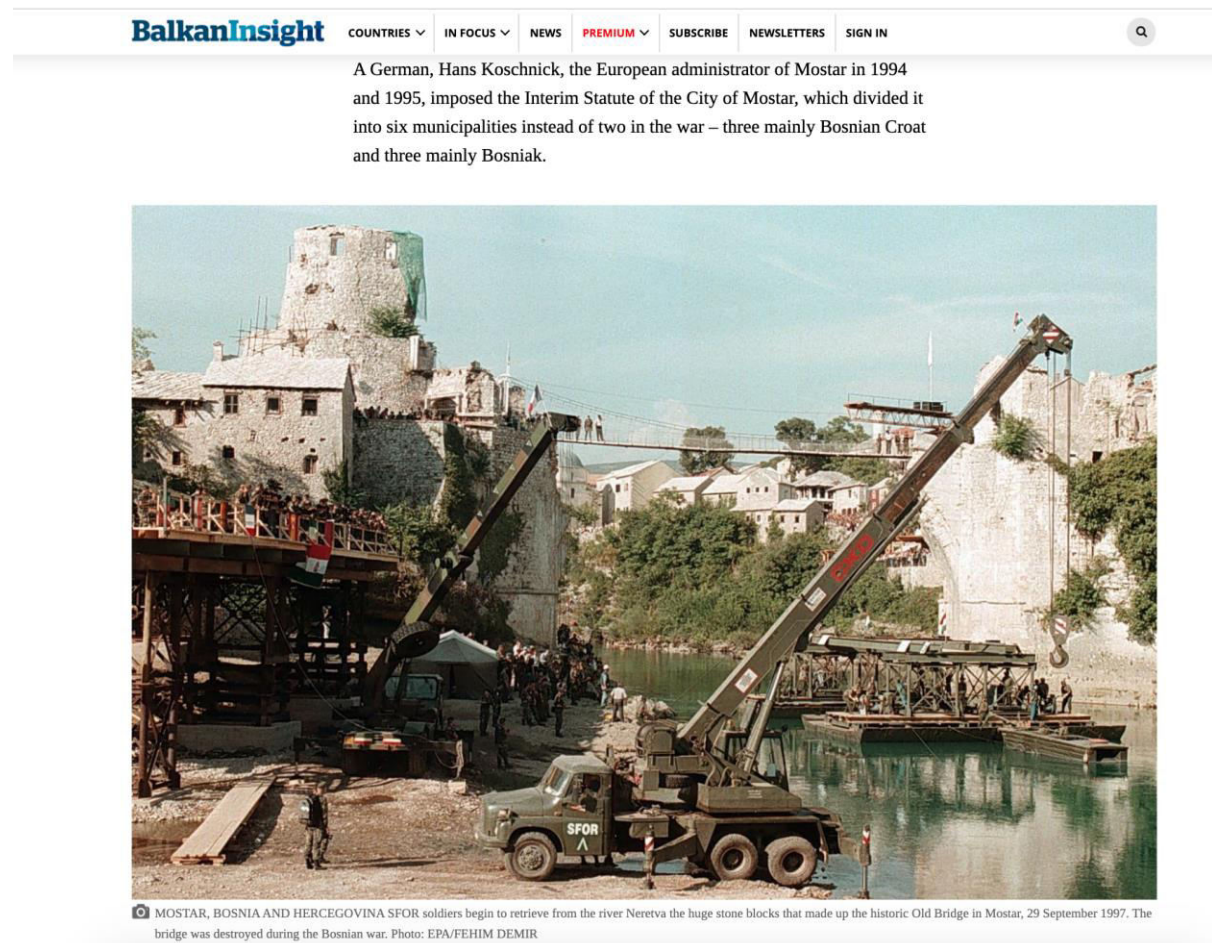 BalkanInsight COUNTRIES IN FOCUS NEWS PREMIUM SUBSCRIBE NEWSLETTERS SIGN IN
A German, Hans Koschnick, the European administrator of Mostar in 1994
and 1995, imposed the Interim Statute of the City of Mostar, which divided it
into six municipalities instead of two in the war – three mainly Bosnian Croat
and three mainly Bosniak.
SFOR
MOSTAR, BOSNIA AND HERCEGOVINA SFOR soldiers begin to retrieve from the river Neretva the huge stone blocks that made up the historic Old Bridge in Mostar, 29 September 1997. The
bridge was destroyed during the Bosnian war. Photo: EPA/FEHIM DEMIR